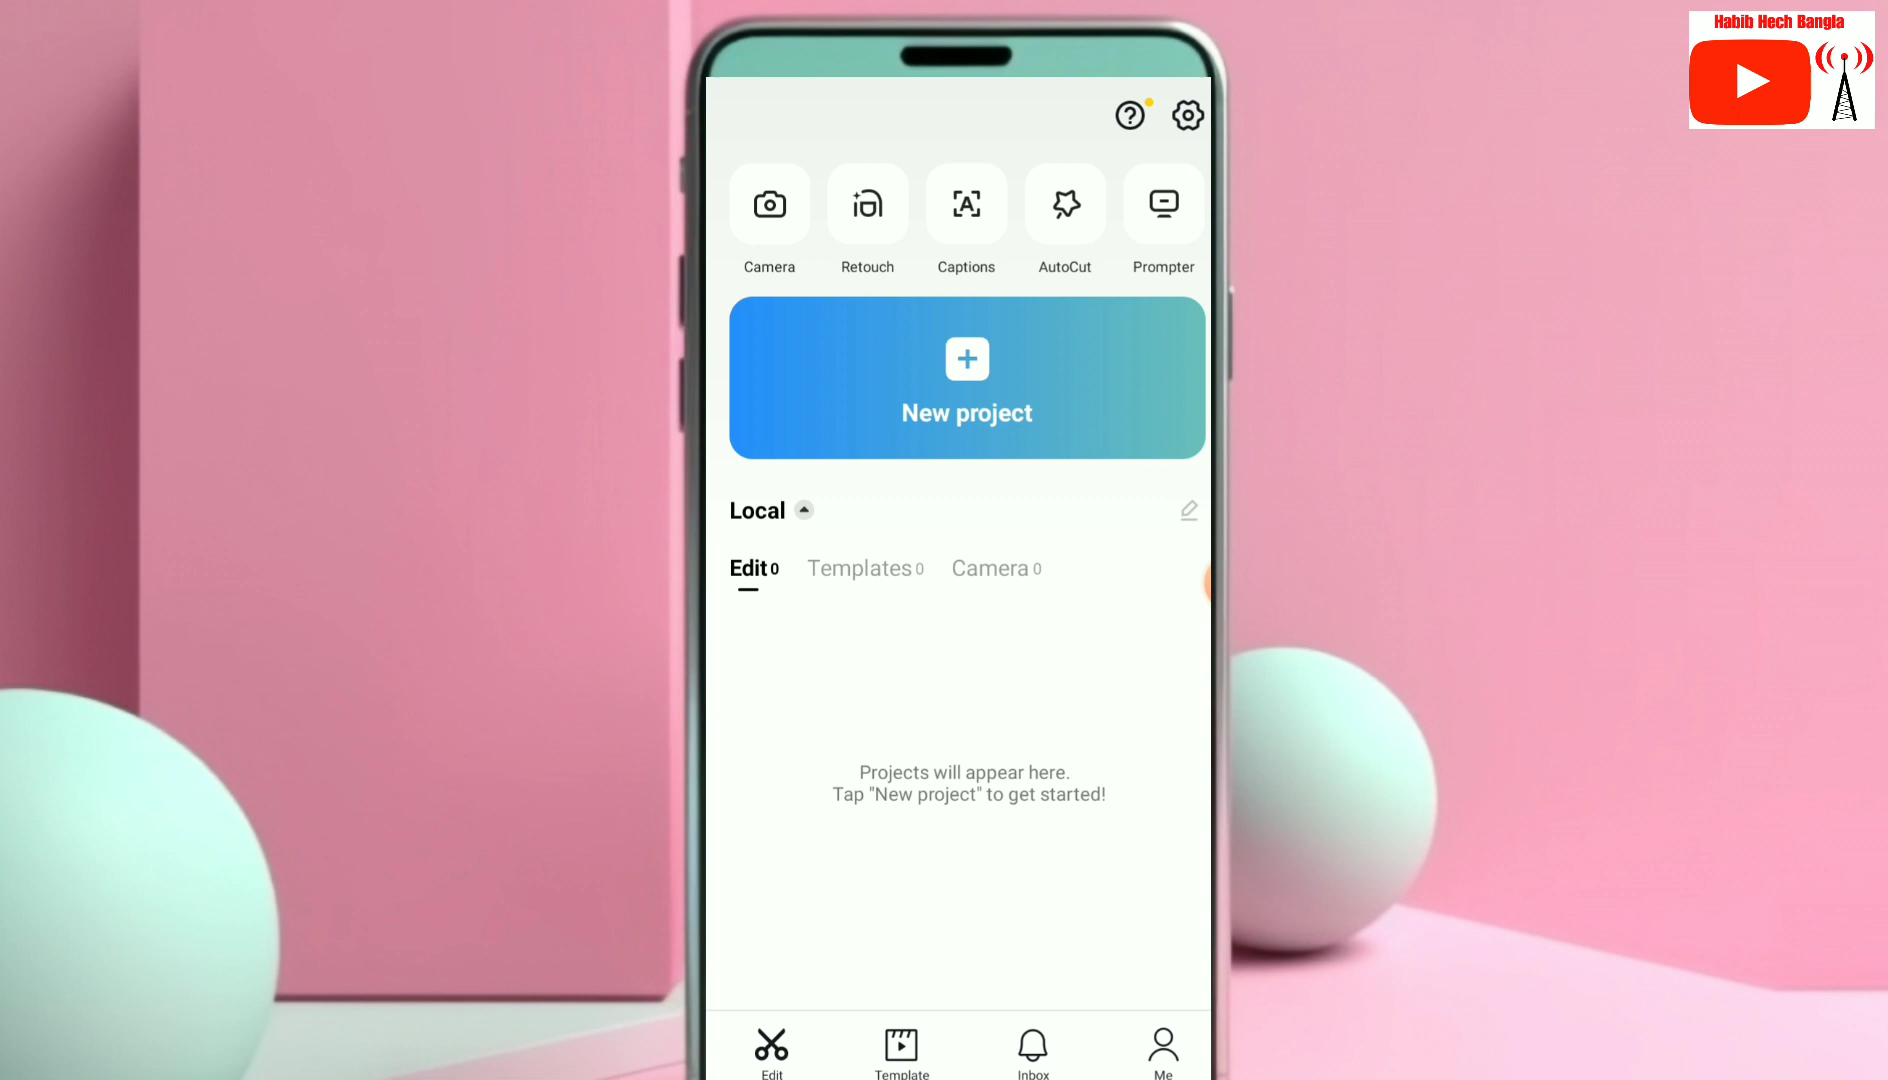 Habib Hech Bangla
Camera
Retouch
Captions
AutoCut
Prompter
New project
Local
Edit 0
Templates 0
Camera 0
Projects will appear here.
Tap "New project" to get started!
Edit
Template
Inbox
Me